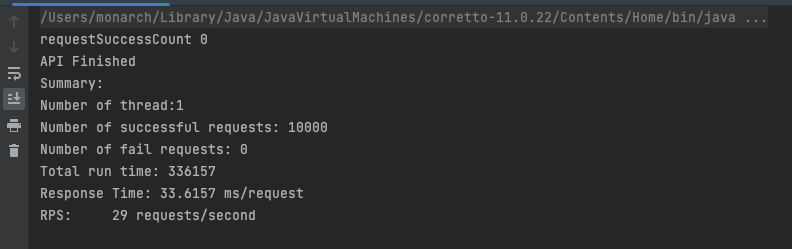 /Users/monarch/Library/Java/JavaVirtualMachines/corretto-11.0.22/Contents/Home/bin/java ...
requestSuccessCount 0
API Finished
Summary:
Number of thread:1
Number of successful requests: 10000
Number of fail requests: 0
Total run time: 336157
Response Time: 33.6157 ms/request
RPS:     29 requests/second